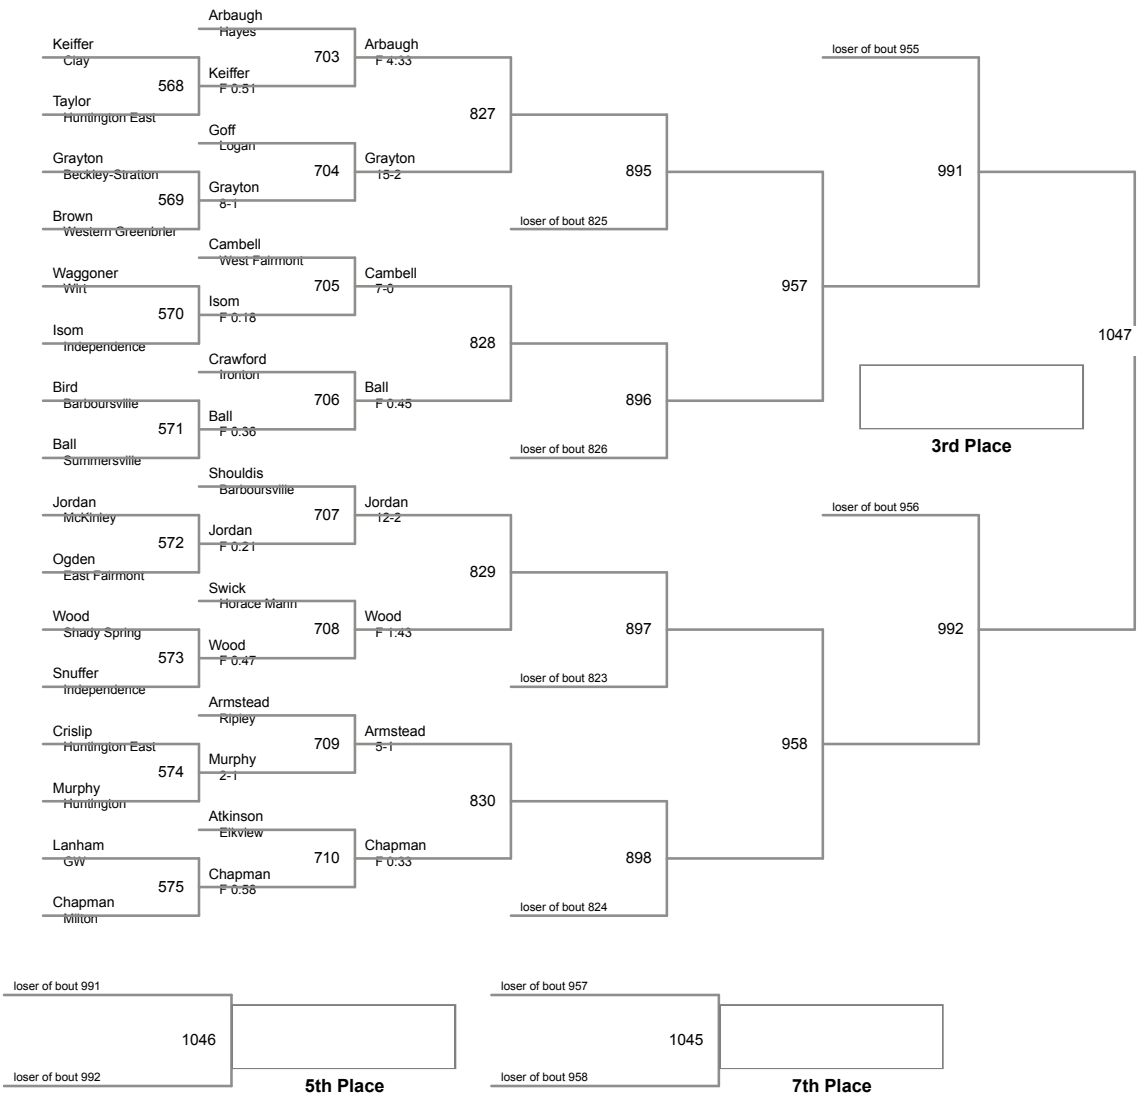 Arbaugh
Hayes
Keiffer
Clay
703
Arbaugh
F 4:33
loser of bout 955
568
Keiffer
F 0:51
Taylor
Huntington East
827
Goff
Logan
Grayton
Beckley-Stratton
704
Grayton
15-2
895
991
569
Grayton
8-1
Brown
Western Greenbrier
loser of bout 825
Cambell
West Fairmont
Waggoner
Wirt
705
Cambell
7-0
957
570
Isom
F 0:18
Isom
Independence
828
1047
Crawford
Ironton
Bird
Barboursville
706
Ball
F 0:45
896
571
Ball
F 0:36
Ball
Summersville
loser of bout 826
3rd Place
Shouldis
Barboursville
Jordan
McKinley
707
Jordan
12-2
loser of bout 956
572
Jordan
F 0:21
Ogden
East Fairmont
829
Swick
Horace Mann
Wood
Shady Spring
708
Wood
F 1:43
897
992
573
Wood
F 0:47
Snuffer
Independence
loser of bout 823
Armstead
Ripley
Crislip
Huntington East
709
Armstead
5-1
958
574
Murphy
2-1
Murphy
Huntington
830
Atkinson
Elkview
Lanham
GW
710
Chapman
F 0:33
898
575
Chapman
F 0:58
Chapman
Milton
loser of bout 824
loser of bout 991
loser of bout 957
1046
1045
loser of bout 992
5th Place
loser of bout 958
7th Place